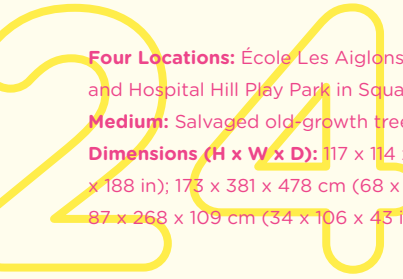 24
Four Locations: École Les Aiglons
and Hospital Hill Play Park in Squa
Medium: Salvaged old-growth tree
Dimensions (H x W x D): 117 x 114
x 188 in); 173 x 381 x 478 cm (68 x
87 x 268 x 109 cm (34 x 106 x 43 i